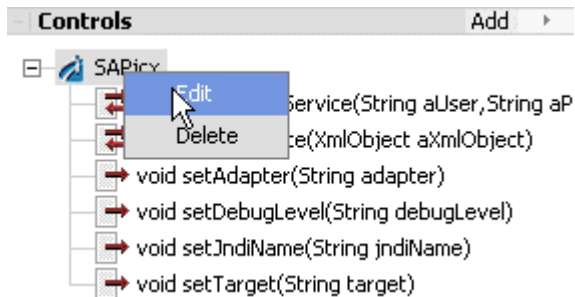 Controls Add
SAPicx
Edit
Service(String aUser,String aP
Delete
(XmlObject aXmlObject)
void setAdapter(String adapter)
void setDebugLevel(String debugLevel)
void setJndiName(String jndiName)
void setTarget(String target)